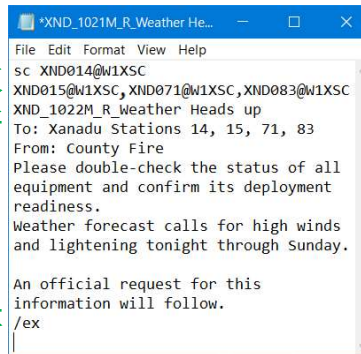 *XND_1021M_R_Weather He...
File Edit Format View Help
sc XND014@W1XSC
XND015@W1XSC,XND071@W1XSC,XND083@W1XSC
XND_1022M_R_Weather Heads up
To: Xanadu Stations 14, 15, 71, 83
From: County Fire
Please double-check the status of all
equipment and confirm its deployment
readiness.
Weather forecast calls for high winds
and lightening tonight through Sunday.
An official request for this
information will follow.
/ex